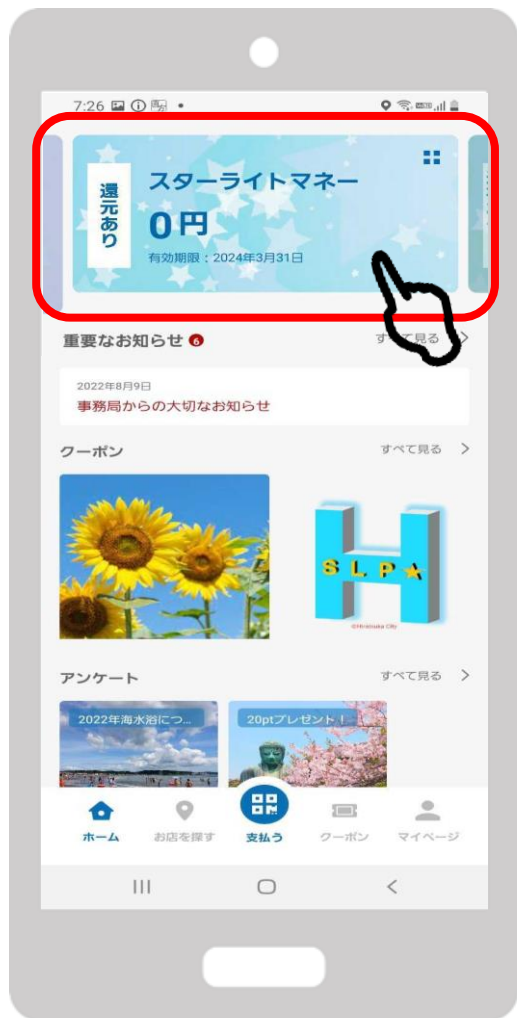 7:26
還元あり
スターライトマネー
0円
有効期限：2024年3月31日
重要なお知らせ 6
すべて見る >
2022年8月9日
事務局からの大切なお知らせ
クーポン
すべて見る >
SLPA
©Hiratsuka City
アンケート
すべて見る >
2022年海水浴につ...
20ptプレゼント！
ホーム
お店を探す
支払う
クーポン
マイページ